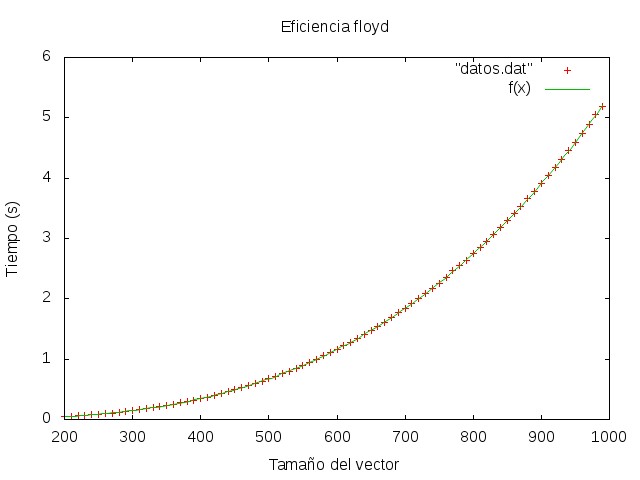 Eficiencia floyd
"datos.dat"
f(x)
6
5
4
3
2
1
0
Tiempo (s)
200 300 400 500 600 700 800 900 1000
Tamaño del vector